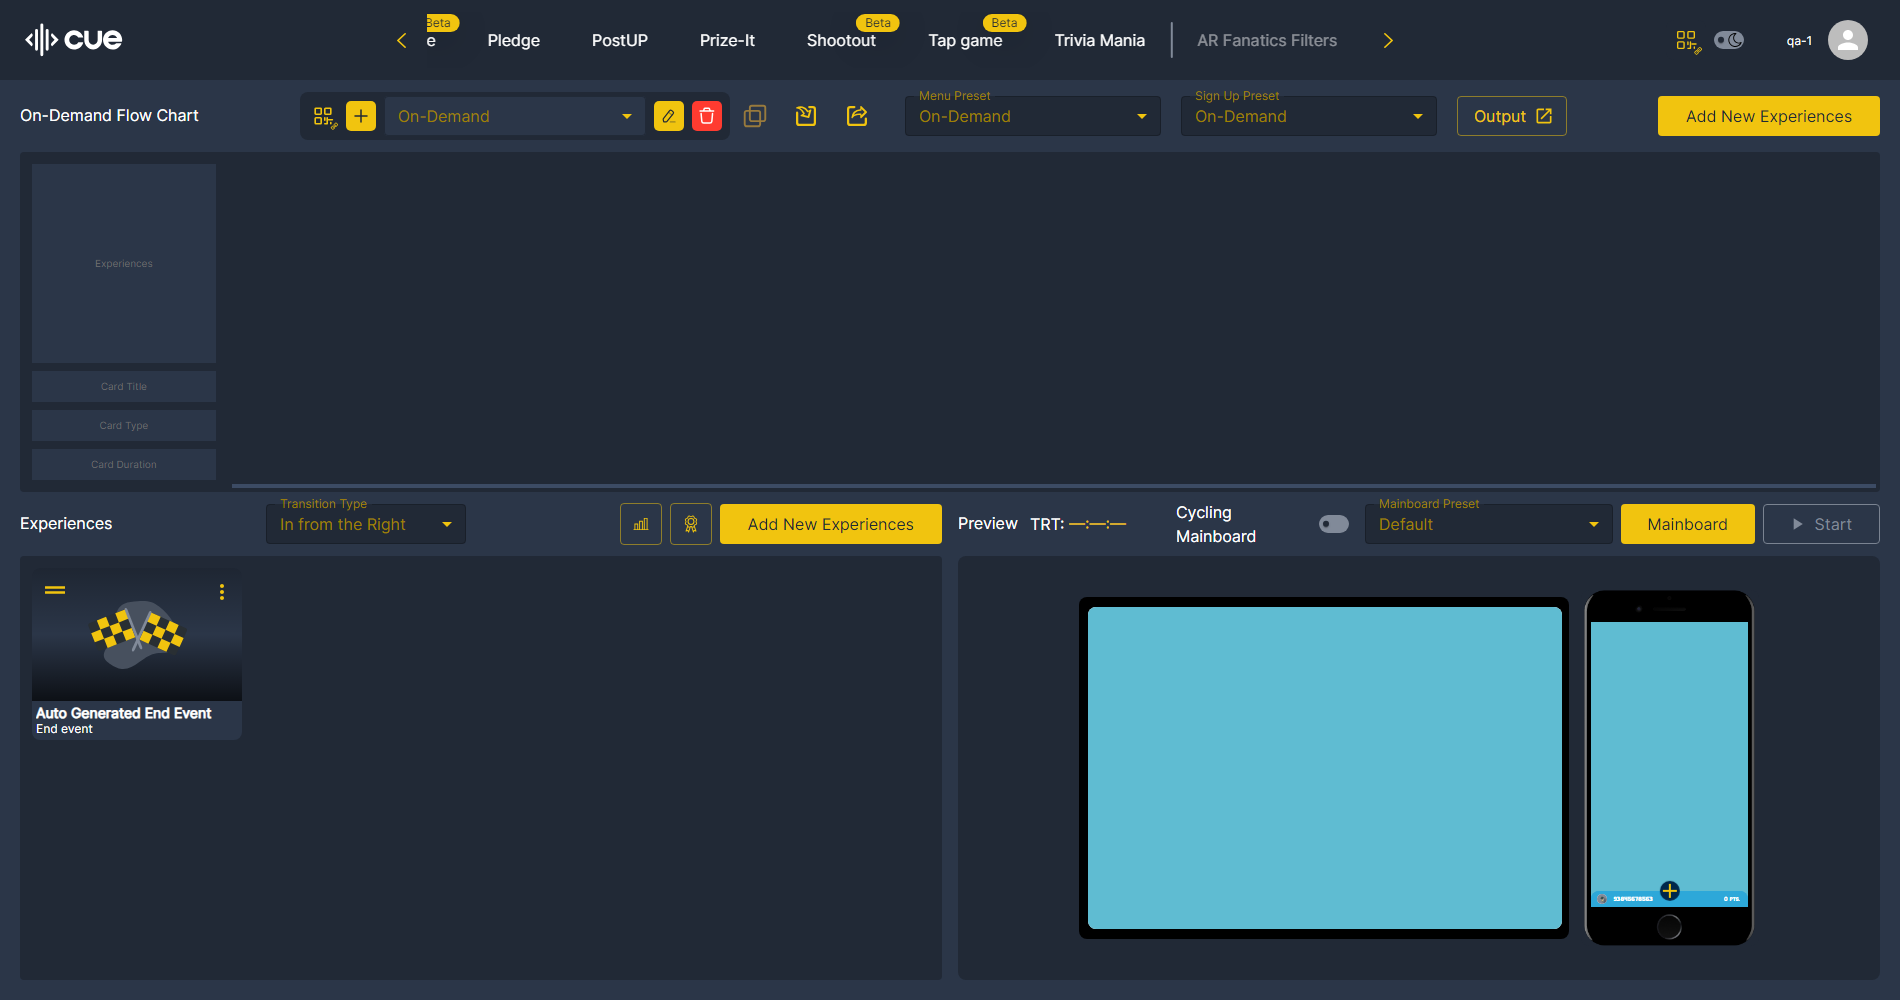 cue
e
Beta
Pledge
PostUP
Prize-It
Shootout
Beta
Tap game
Beta
Trivia Mania
AR Fanatics Filters
qa-1
On-Demand Flow Chart
On-Demand
Menu Preset
On-Demand
Sign Up Preset
On-Demand
Output
Add New Experiences
Experiences
Card Title
Card Type
Card Duration
Experiences
Transition Type
In from the Right
Add New Experiences
Preview
TRT: —:—:—
Cycling
Mainboard
Mainboard Preset
Default
Mainboard
Start
Auto Generated End Event
End event
0 PTS.